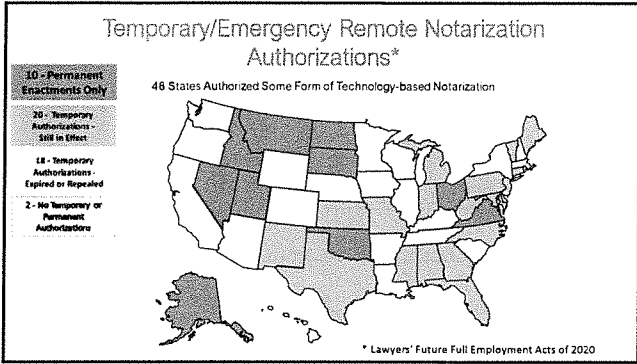 Temporary/Emergency Remote Notarization
Authorizations*
46 States Authorized Some Form of Technology-based Notarization
10 - Permanent
Enactments Only
20 - Temporary
Authorizations -
Still in Effect
18 - Temporary
Authorizations -
Expired or Repealed
2 - No Temporary or
Permanent
Authorizations
* Lawyers' Future Full Employment Acts of 2020